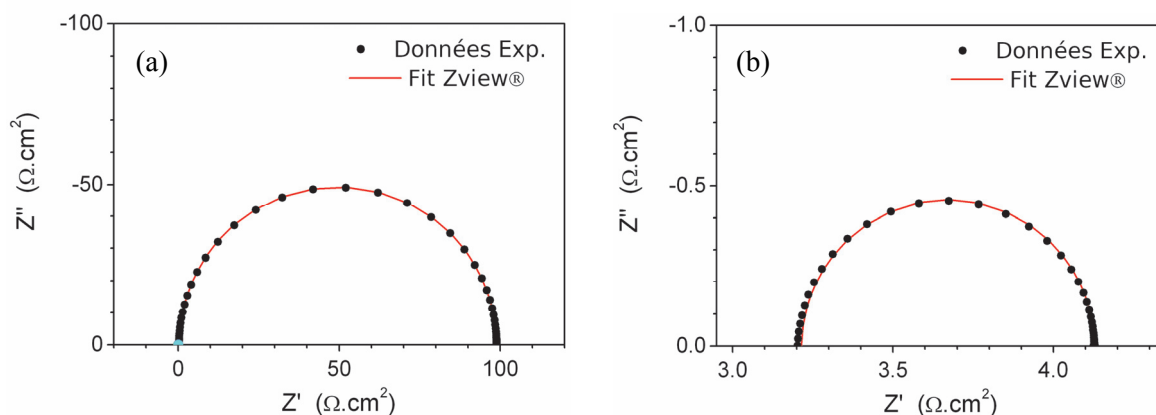 (a)
Données Exp.
Fit Zview®
-100
-50
0
Z'' (Ω.cm²)
0
50
100
Z' (Ω.cm²)
(b)
Données Exp.
Fit Zview®
-1.0
-0.5
0.0
Z'' (Ω.cm²)
3.0
3.5
4.0
Z' (Ω.cm²)